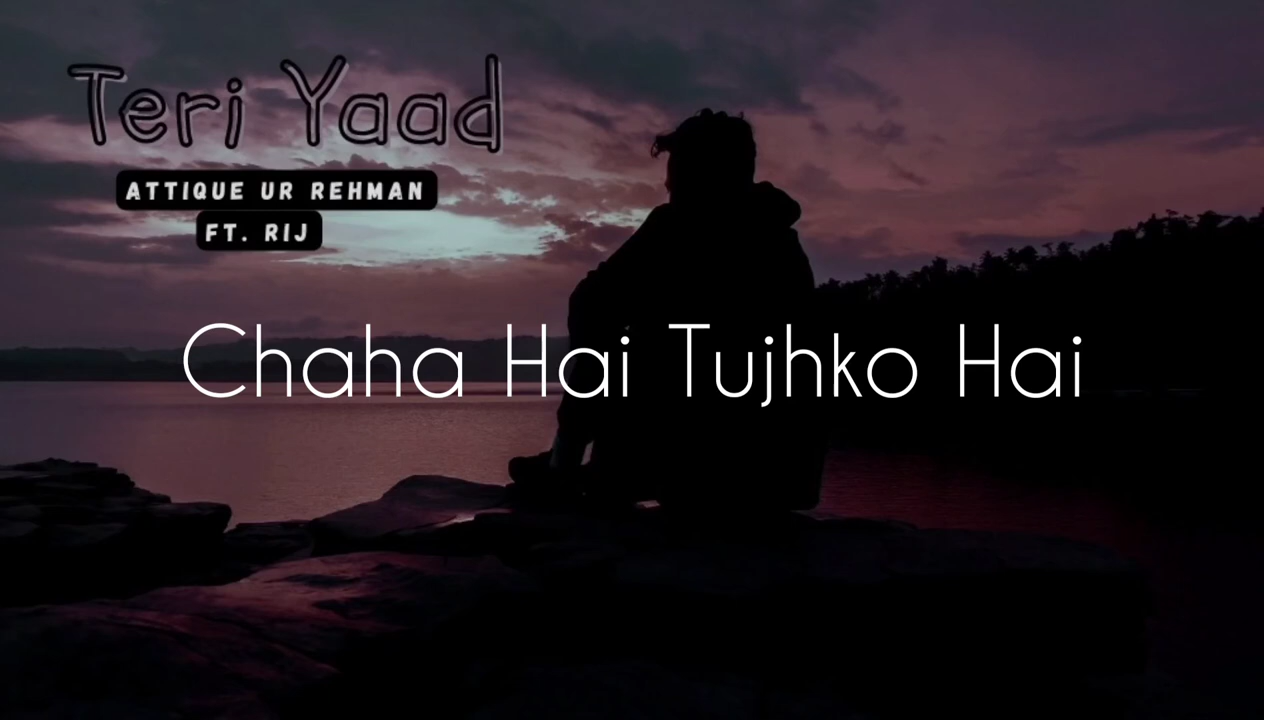 Teri Yaad
ATTIQUE UR REHMAN
FT. RIJ
Chaha Hai Tujhko Hai